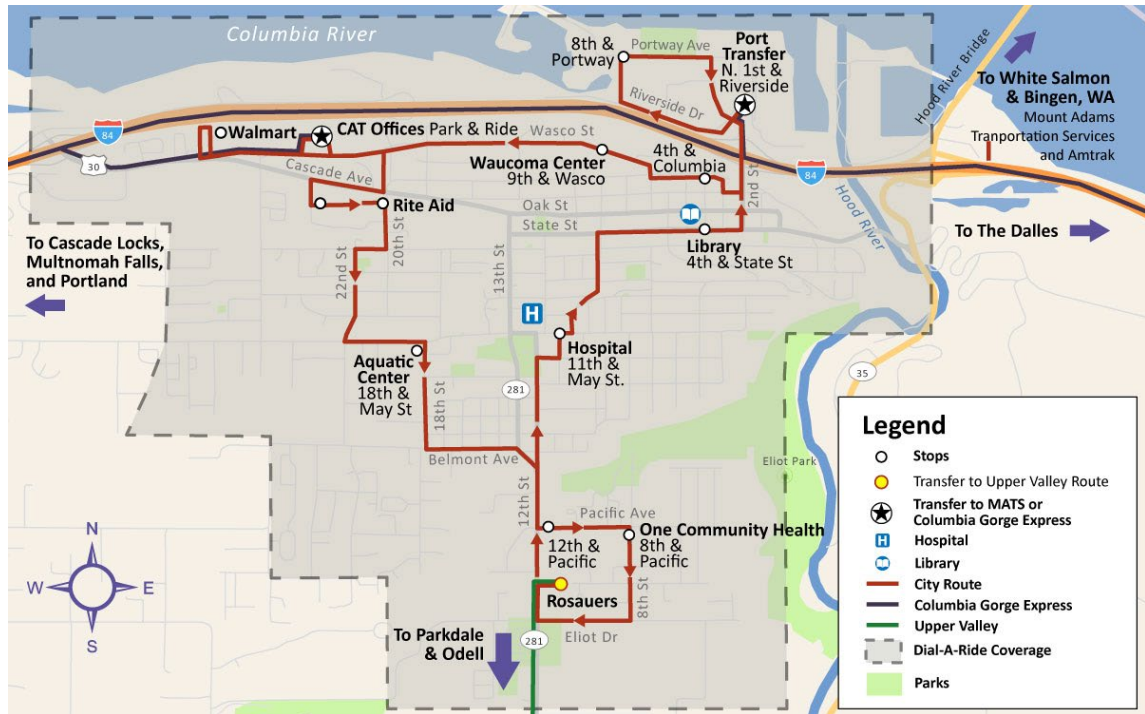 Columbia River
8th &
Portway
Portway Ave
Port
Transfer
N. 1st &
Riverside
Riverside Dr
Hood River Bridge
To White Salmon
& Bingen, WA
Mount Adams
Tranportation Services
and Amtrak
84
Walmart
CAT Offices Park & Ride
Wasco St
30
Cascade Ave
Waucoma Center
9th & Wasco
4th &
Columbia
2nd St
84
Hood River
Rite Aid
Oak St
State St
Library
4th & State St
To The Dalles
To Cascade Locks,
Multnomah Falls,
and Portland
22nd St
20th St
13th St
H
Hospital
11th &
May St.
Aquatic
Center
18th &
May St
18th St
281
35
Belmont Ave
Eliot Park
12th St
Pacific Ave
One Community Health
12th &
Pacific
8th &
Pacific
8th St
Rosauers
Eliot Dr
To Parkdale
& Odell
281
N
W
E
S
Legend
Stops
Transfer to Upper Valley Route
Transfer to MATS or
Columbia Gorge Express
H
Hospital
Library
City Route
Columbia Gorge Express
Upper Valley
Dial-A-Ride Coverage
Parks